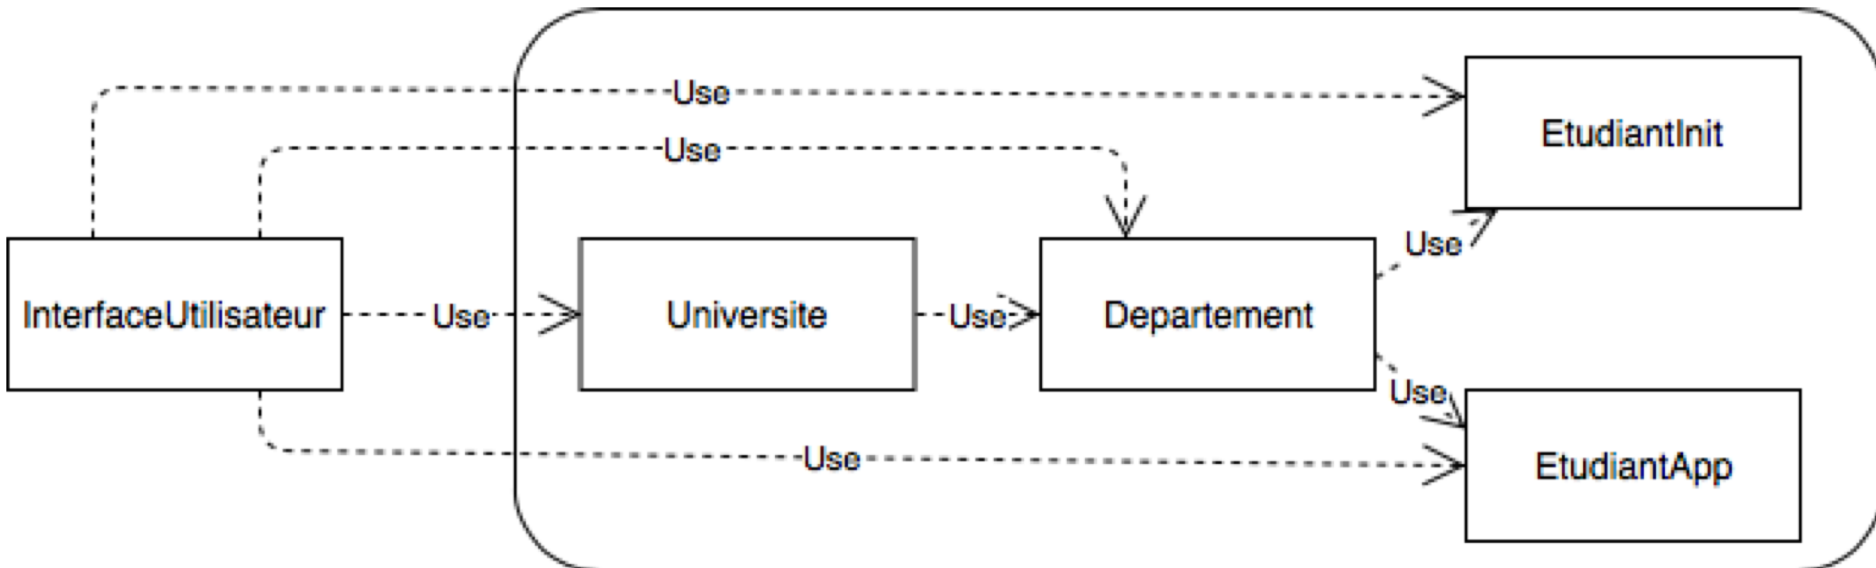 Use
EtudiantInit
Use
Use
InterfaceUtilisateur
Use
Universite
Use
Departement
Use
Use
EtudiantApp